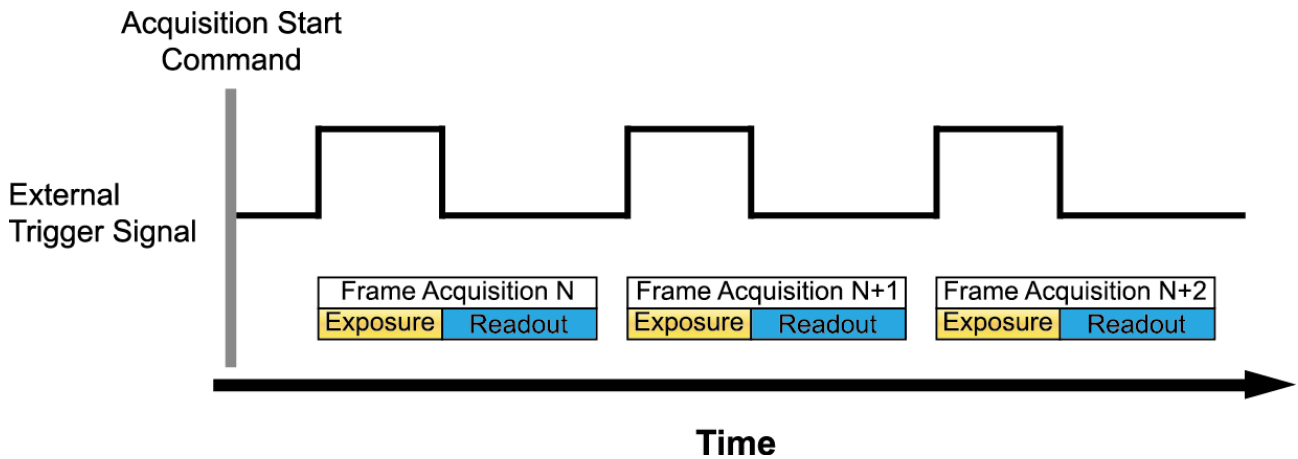 Acquisition Start
Command
External
Trigger Signal
Frame Acquisition N
Frame Acquisition N+1
Frame Acquisition N+2
Exposure
Readout
Exposure
Readout
Exposure
Readout
Time